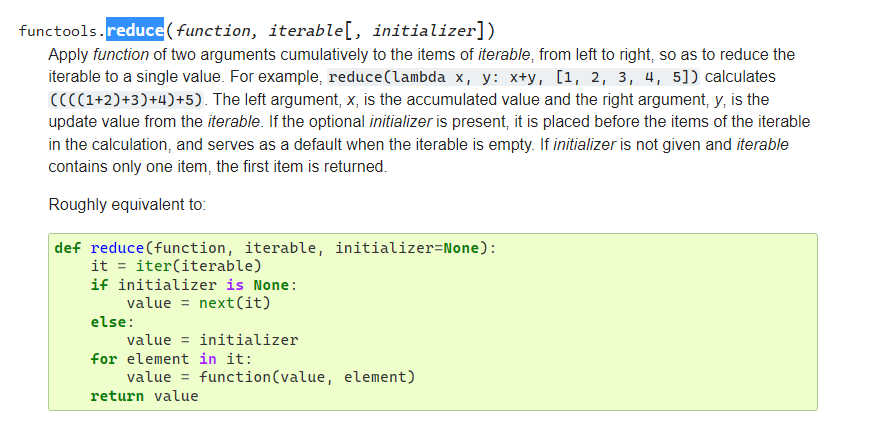 functools.reduce(function, iterable[, initializer])
Apply function of two arguments cumulatively to the items of iterable, from left to right, so as to reduce the
iterable to a single value. For example, reduce(lambda x, y: x+y, [1, 2, 3, 4, 5]) calculates
((((1+2)+3)+4)+5). The left argument, x, is the accumulated value and the right argument, y, is the
update value from the iterable. If the optional initializer is present, it is placed before the items of the iterable
in the calculation, and serves as a default when the iterable is empty. If initializer is not given and iterable
contains only one item, the first item is returned.
Roughly equivalent to:
def reduce(function, iterable, initializer=None):
    it = iter(iterable)
    if initializer is None:
        value = next(it)
    else:
        value = initializer
    for element in it:
        value = function(value, element)
    return value